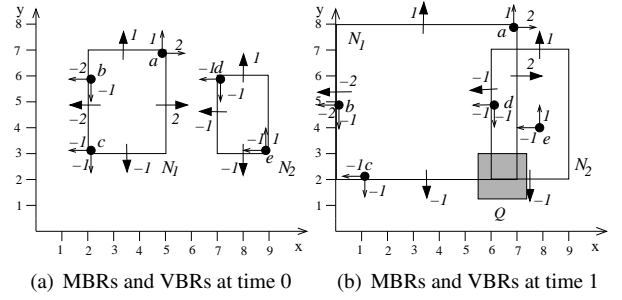 y
8
7
6
5
4
3
2
1
1 2 3 4 5 6 7 8 9 x
1 1 2
a
-2 b
-1
-2 2
-1 c
-1 -1 N1
1
-1 d
-1
-1
1
e
-1
-1 N2
(a) MBRs and VBRs at time 0
y
8
7
6
5
4
3
2
1
1 2 3 4 5 6 7 8 9 x
1 1 2
a
N1
-2
-2 b
-1
-1 c
-1 -1
1
2
-1
-1 d
-1
1
-1 e
N2
-1
Q
(b) MBRs and VBRs at time 1